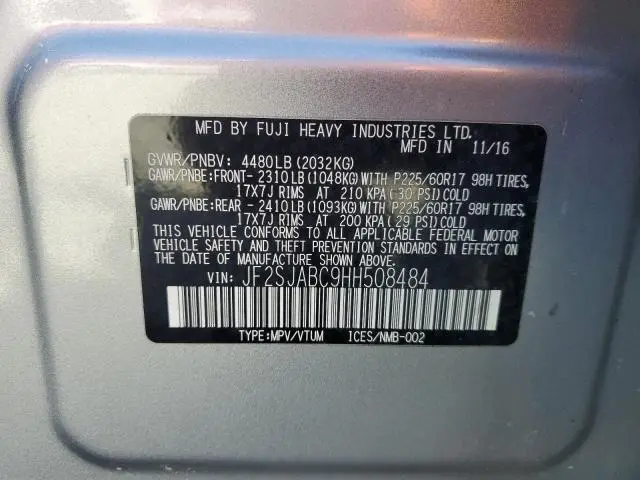 MFD BY FUJI HEAVY INDUSTRIES LTD.
MFD IN 11/16
GVWR/PNBV: 4480LB(2032KG)
GAWR/PNBE:FRONT- 2310LB(1048KG)WITH P225/60R17 98H TIRES,
17X7J RIMS AT 210 KPA(30 PSI)COLD
GAWR/PNBE:REAR - 2410LB(1093KG)WITH P225/60R17 98H TIRES,
17X7J RIMS AT 200 KPA(29 PSI)COLD
THIS VEHICLE CONFORMS TO ALL APPLICABLE FEDERAL MOTOR
VEHICLE SAFETY AND THEFT PREVENTION STANDARDS IN EFFECT
ON THE DATE OF MANUFACTURE SHOWN ABOVE.
VIN: JF2SJABC9HH508484
TYPE:MPV/VTUM ICES/NMB-002